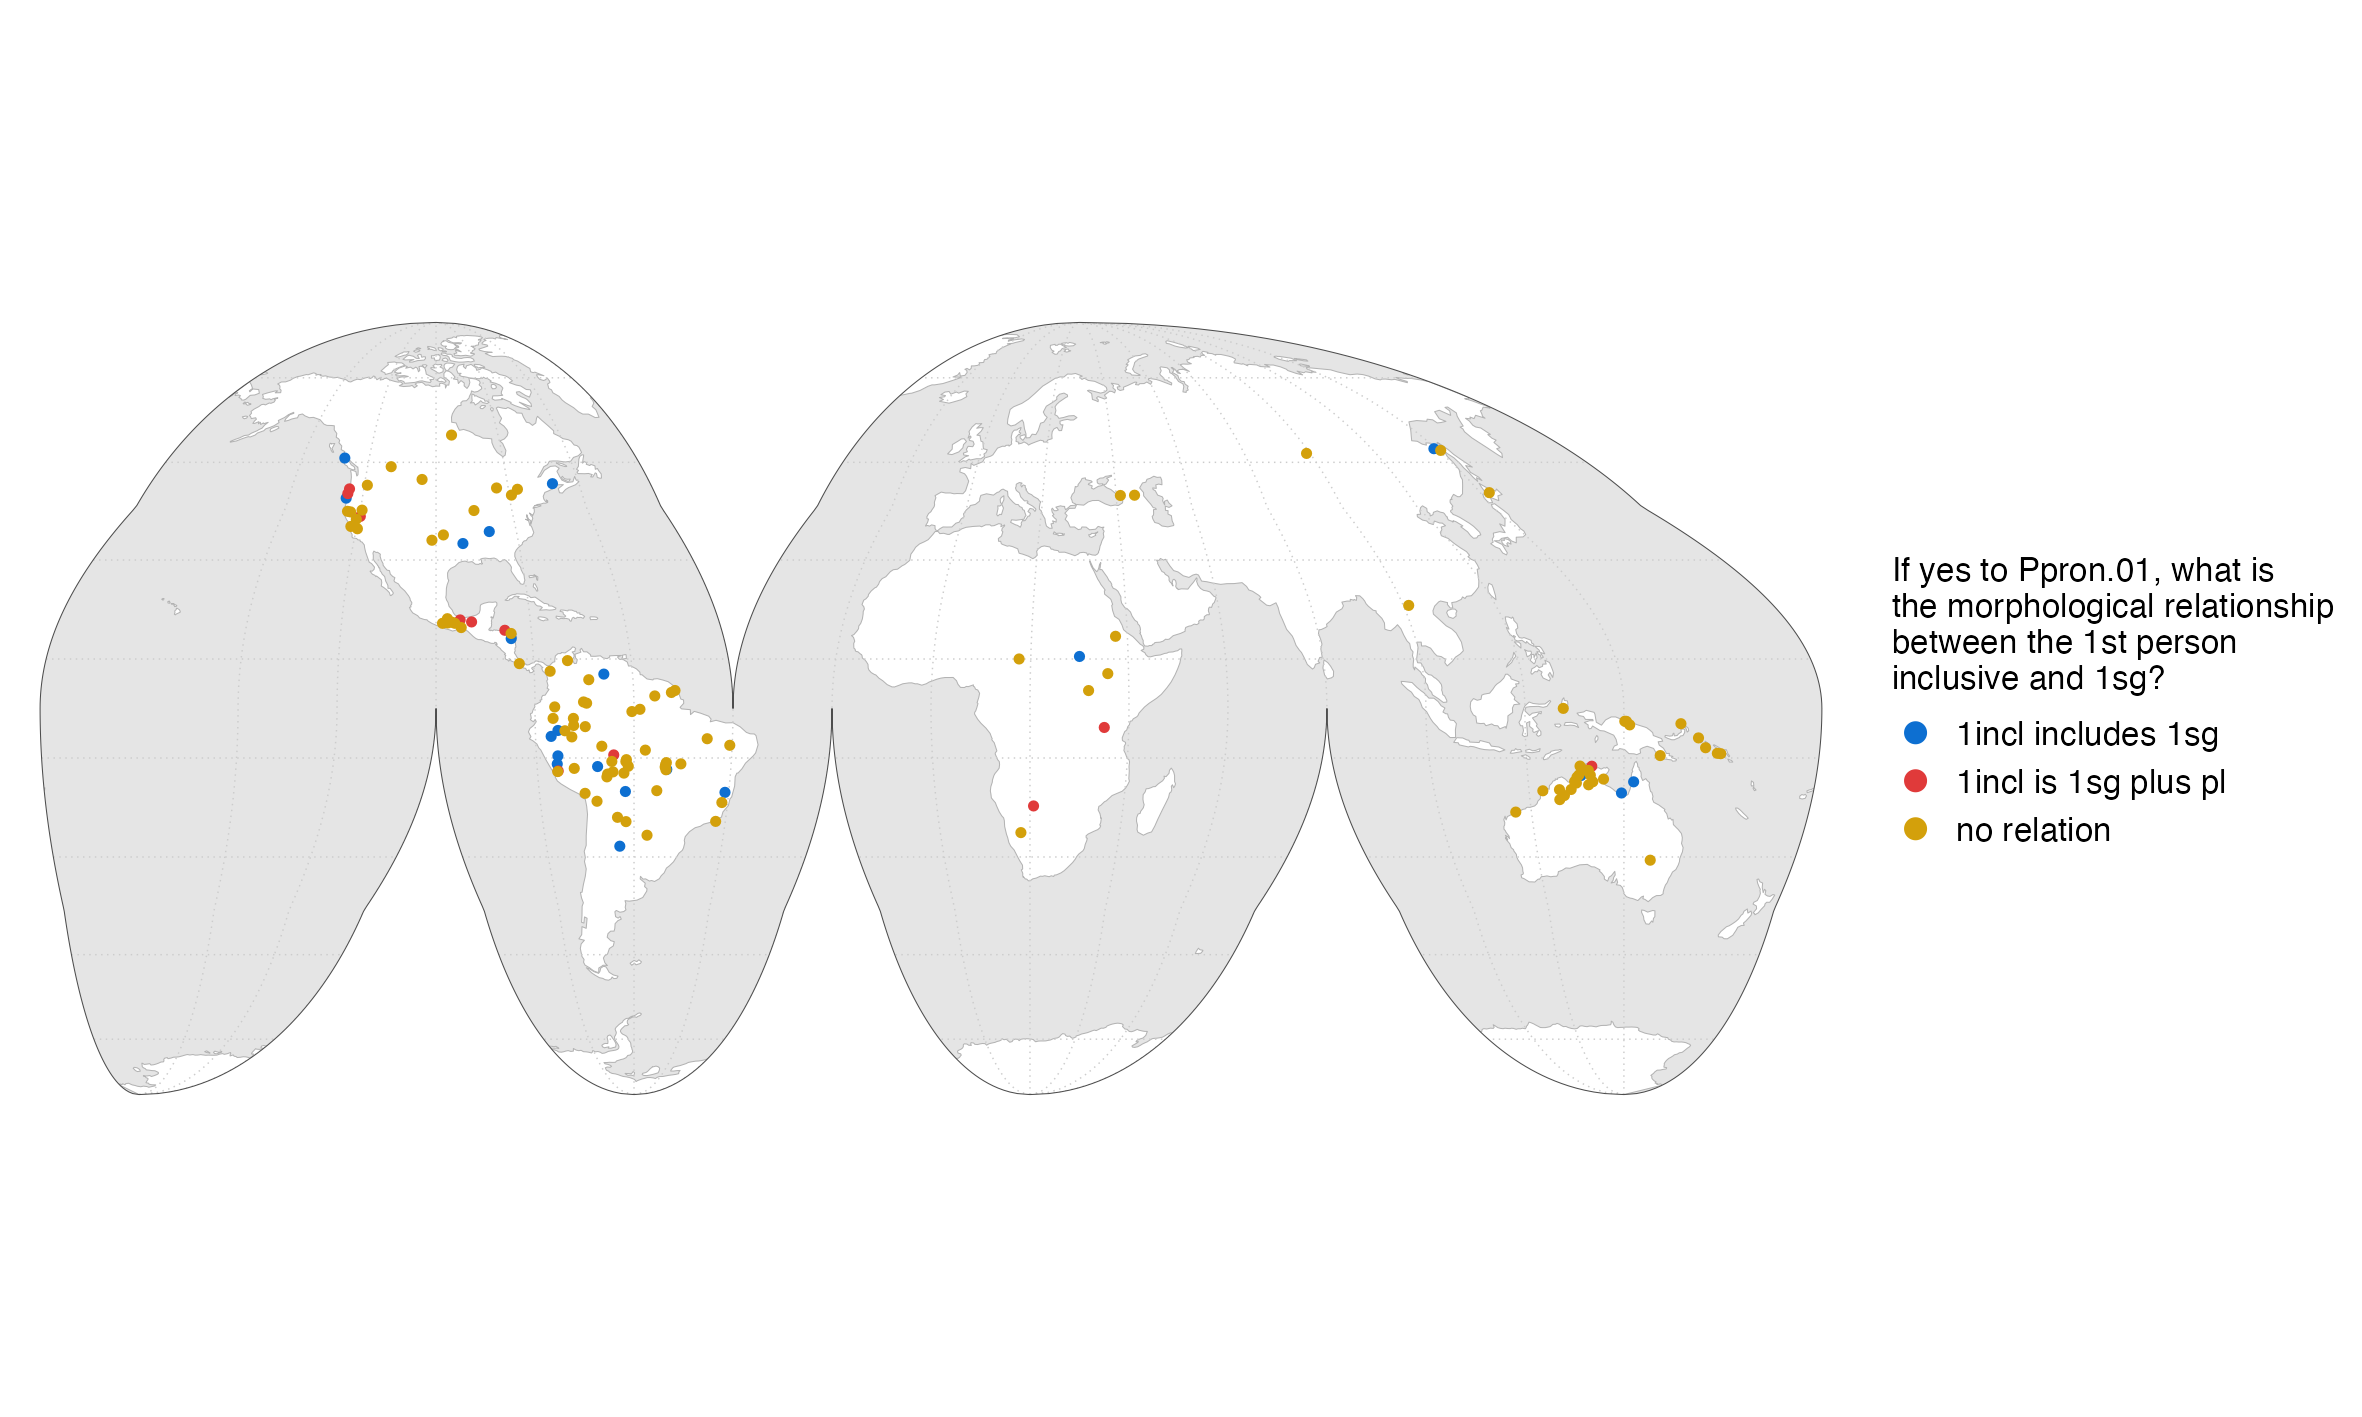 If yes to Ppron.01, what is
the morphological relationship
between the 1st person
inclusive and 1sg?
1incl includes 1sg
1incl is 1sg plus pl
no relation